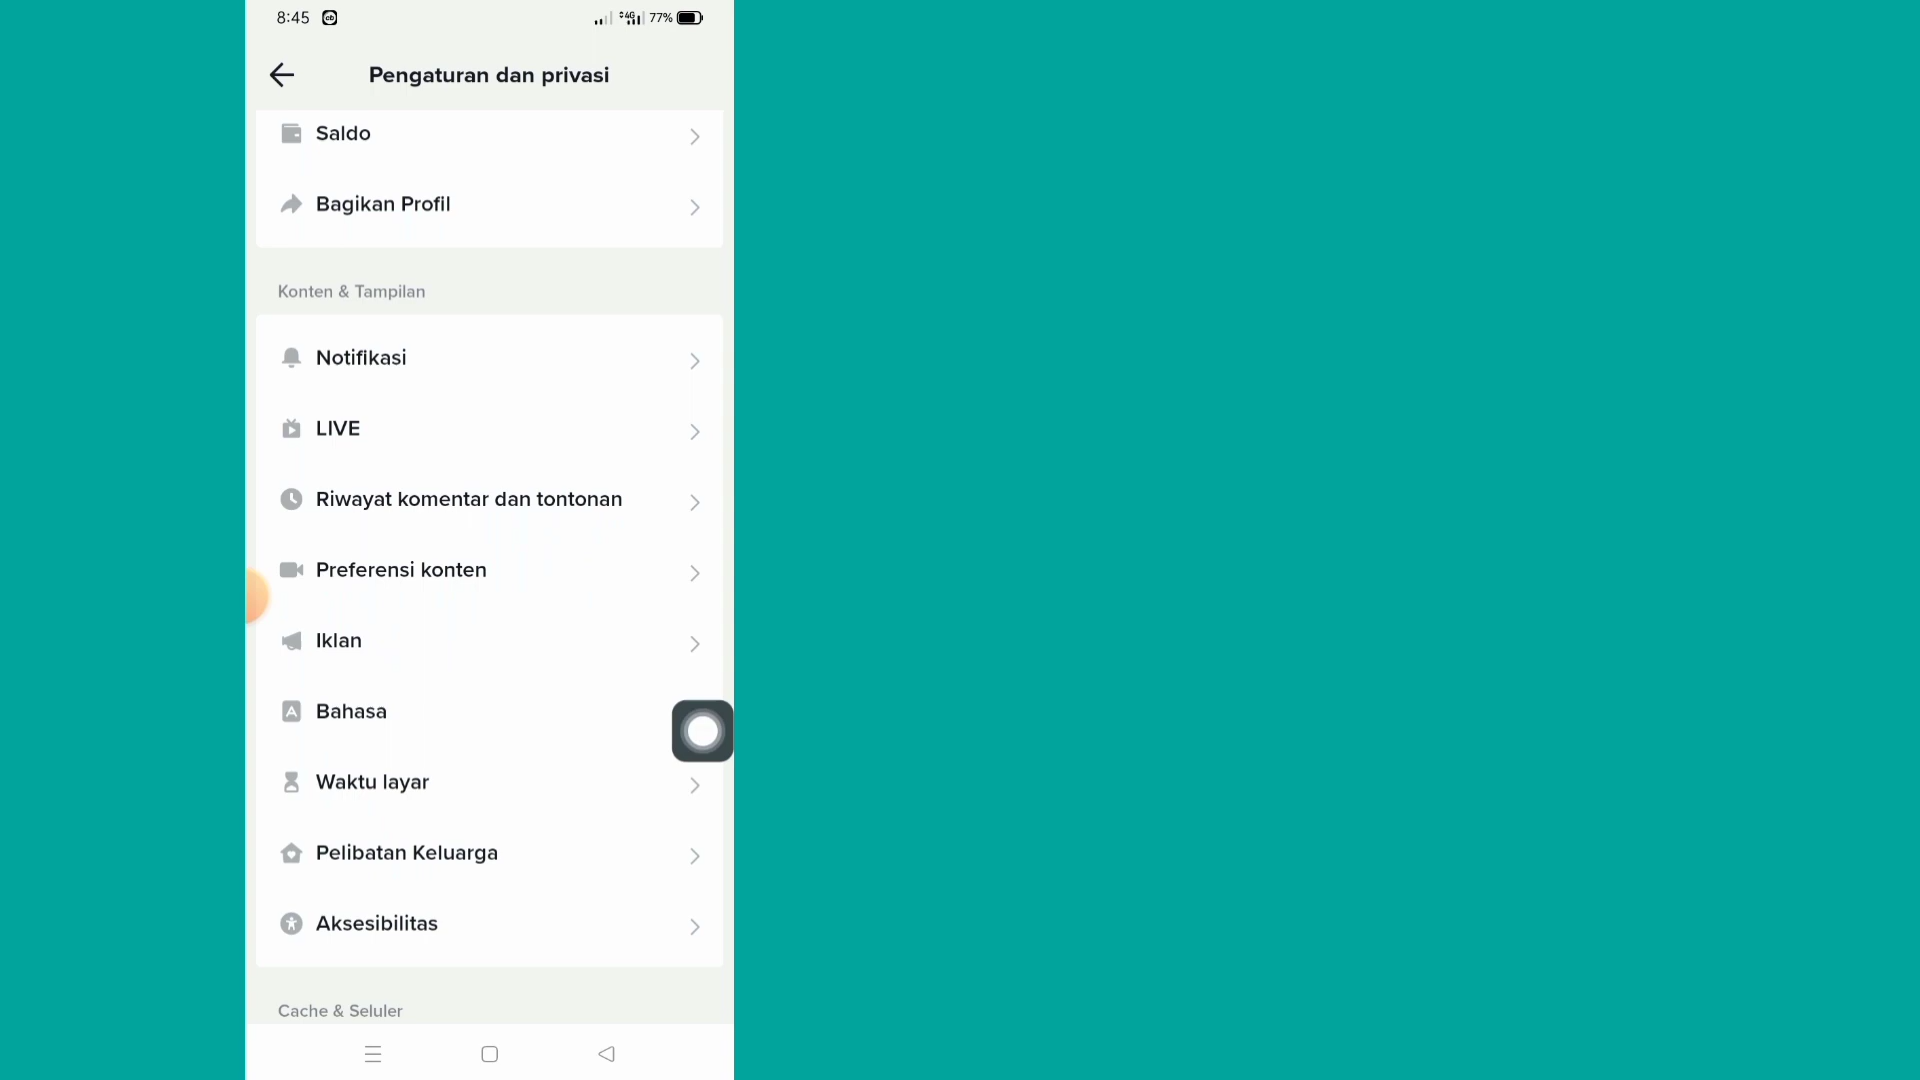 8:45
4G 77%
Pengaturan dan privasi
Saldo
Bagikan Profil
Konten & Tampilan
Notifikasi
LIVE
Riwayat komentar dan tontonan
Preferensi konten
Iklan
Bahasa
Waktu layar
Pelibatan Keluarga
Aksesibilitas
Cache & Seluler